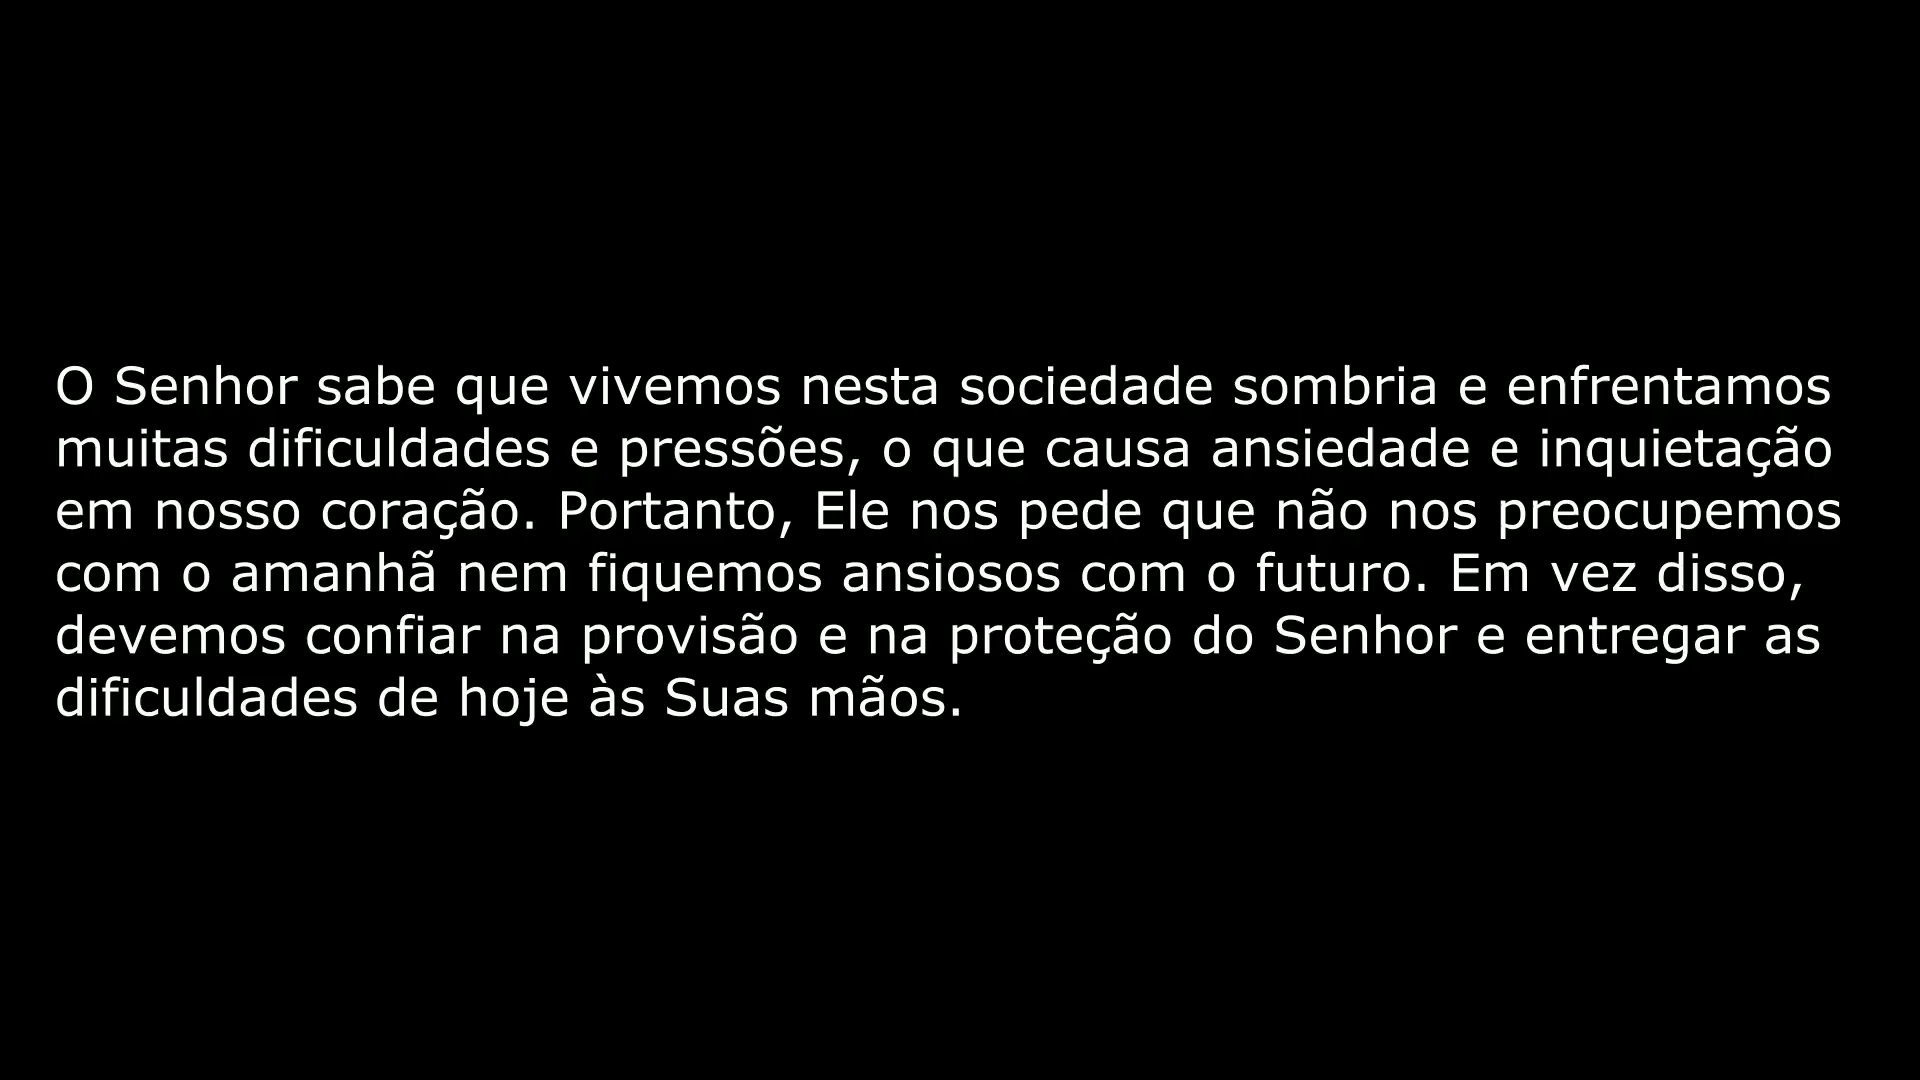 O Senhor sabe que vivemos nesta sociedade sombria e enfrentamos
muitas dificuldades e pressões, o que causa ansiedade e inquietação
em nosso coração. Portanto, Ele nos pede que não nos preocupemos
com o amanhã nem fiquemos ansiosos com o futuro. Em vez disso,
devemos confiar na provisão e na proteção do Senhor e entregar as
dificuldades de hoje às Suas mãos.